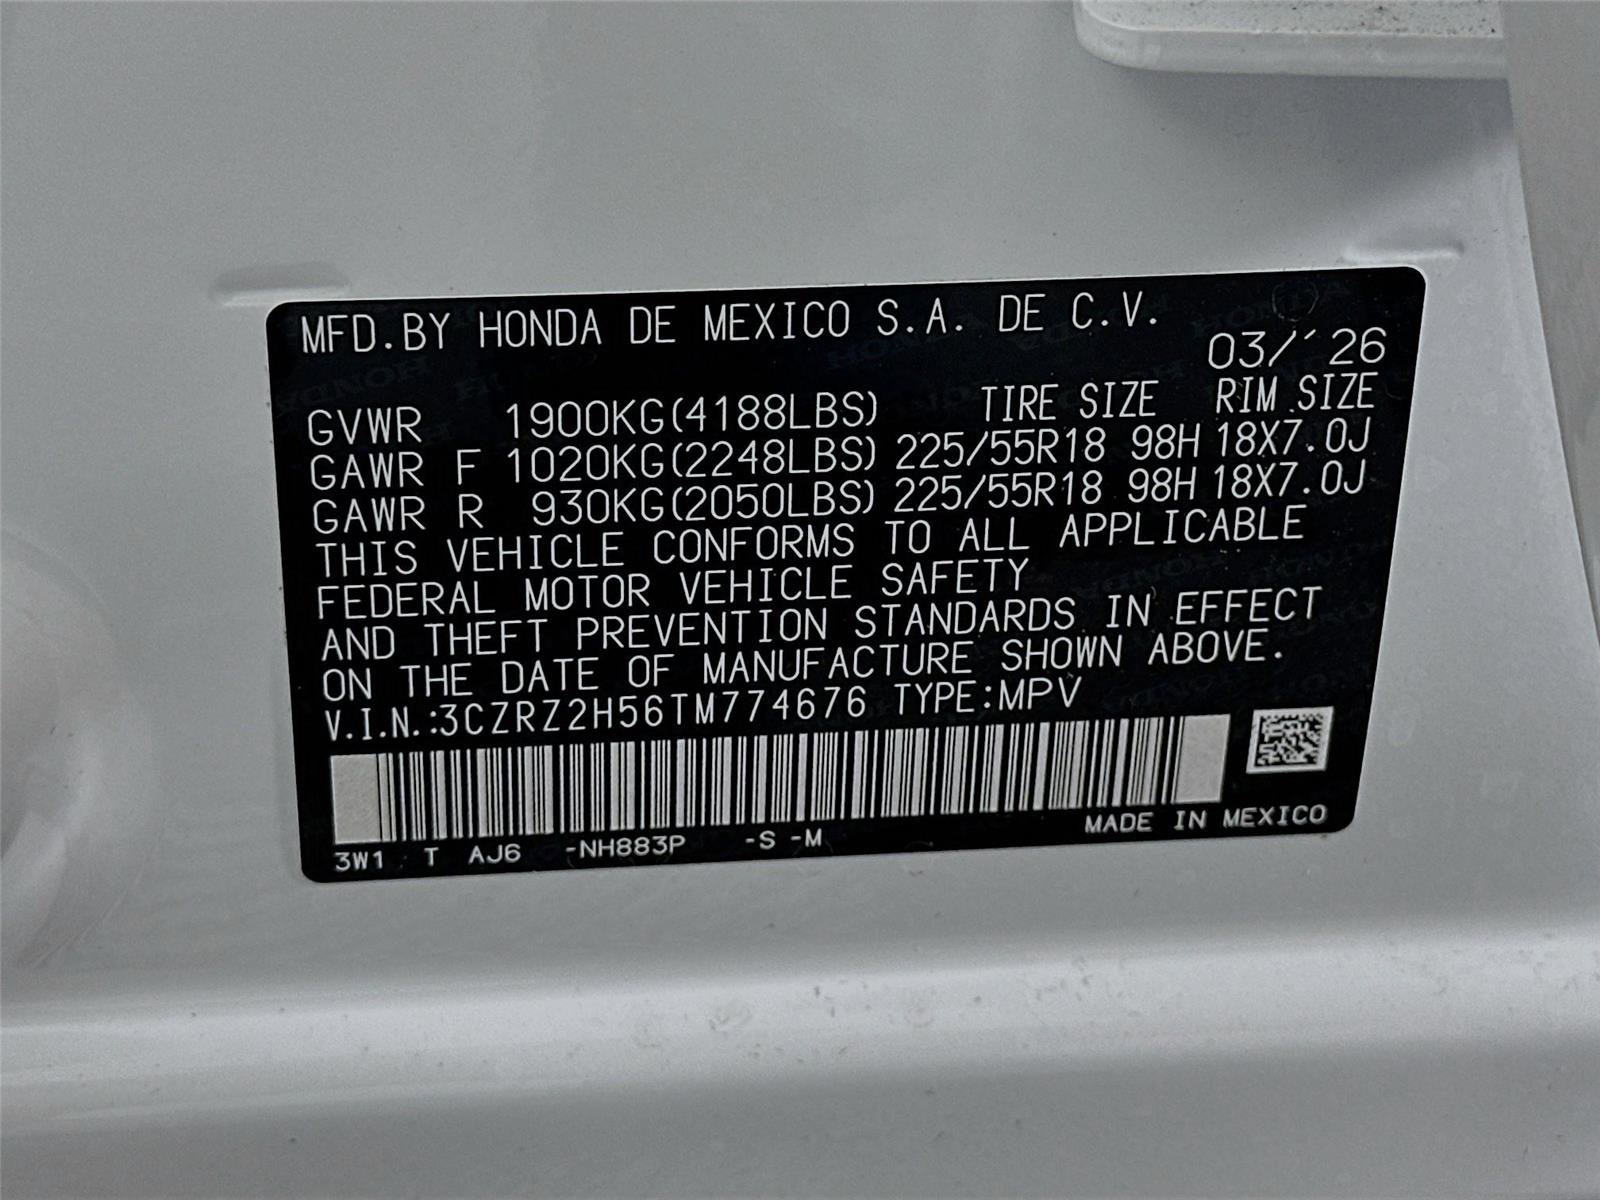 MFD.BY HONDA DE MEXICO S.A. DE C.V.
03/´´26
GVWR 1900KG(4188LBS) TIRE SIZE RIM SIZE
GAWR F 1020KG(2248LBS) 225/55R18 98H 18X7.0J
GAWR R 930KG(2050LBS) 225/55R18 98H 18X7.0J
THIS VEHICLE CONFORMS TO ALL APPLICABLE
FEDERAL MOTOR VEHICLE SAFETY
AND THEFT PREVENTION STANDARDS IN EFFECT
ON THE DATE OF MANUFACTURE SHOWN ABOVE.
V.I.N.:3CZRZ2H56TM774676 TYPE:MPV
3W1 T AJ6 -NH883P -S -M MADE IN MEXICO